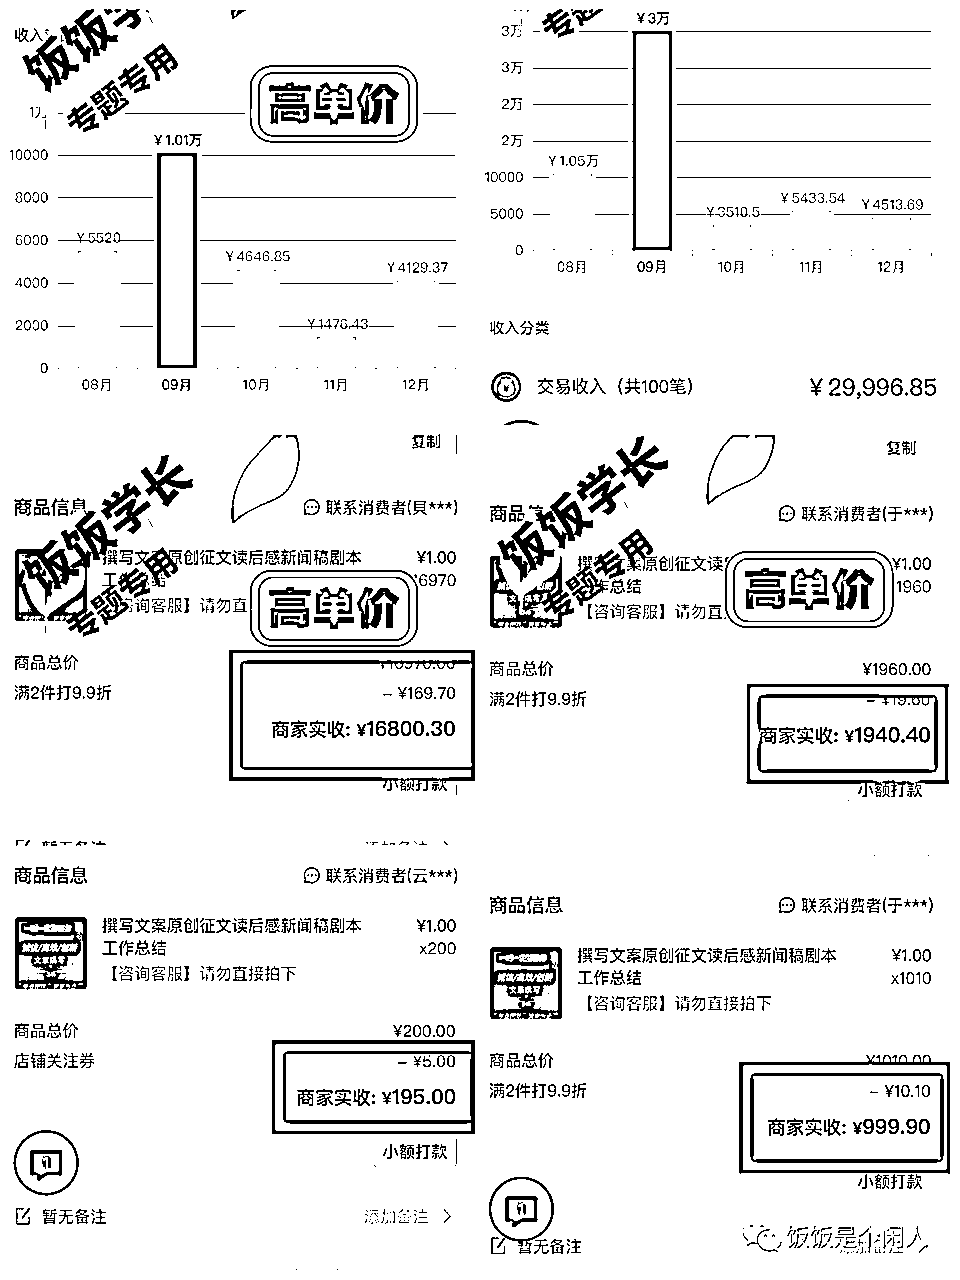 收入
饭饭学长
专题专用
高单价
1万
¥1.01万
10000
8000
6000
¥5520
¥4646.85
¥4129.37
4000
2000
¥1476.43
0
08月 09月 10月 11月 12月
¥3万
3万
3万
2万
2万
¥1.05万
10000
¥5433.54
¥4513.69
5000
¥3510.5
0
08月 09月 10月 11月 12月
收入分类
交易收入（共100笔） ¥29,996.85
复制
饭饭学长
专题专用
商品信息 联系消费者(貝***)
撰写文案原创征文读后感新闻稿剧本 ¥1.00
工作总结 6970
咨询客服】请勿直
高单价
商品总价
满2件打9.9折 – ¥169.70
商家实收: ¥16800.30
小额打款
复制
饭饭学长
专题专用
商品信 联系消费者(于***)
撰写文案原创征文读 ¥1.00
作总结 1960
【咨询客服】请勿直
高单价
商品总价 ¥1960.00
满2件打9.9折 – ¥19.60
商家实收: ¥1940.40
小额打款
商品信息 联系消费者(云***)
撰写文案原创征文读后感新闻稿剧本 ¥1.00
工作总结 x200
【咨询客服】请勿直接拍下
商品总价 ¥200.00
店铺关注券 – ¥5.00
商家实收: ¥195.00
小额打款
暂无备注 添加备注
商品信息 联系消费者(于***)
撰写文案原创征文读后感新闻稿剧本 ¥1.00
工作总结 x1010
【咨询客服】请勿直接拍下
商品总价 ¥1010.00
满2件打9.9折 – ¥10.10
商家实收: ¥999.90
小额打款
暂无备注
饭饭是个闲人